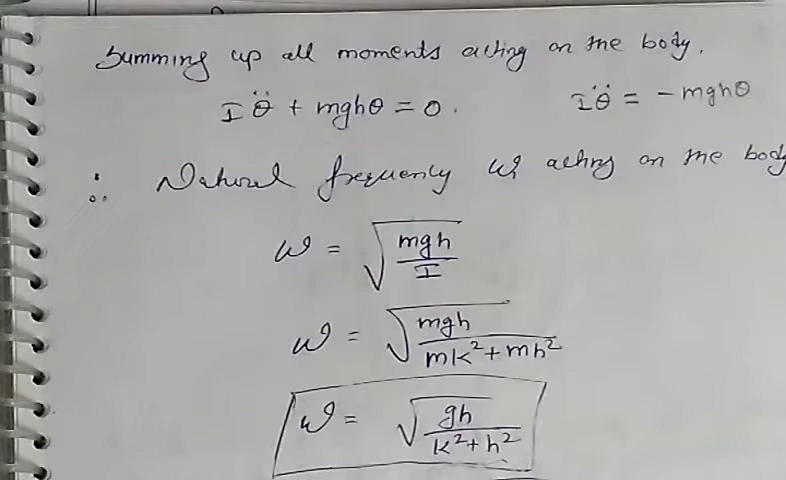 Summing up all moments acting on the body.
Iθ̈ + mghθ = 0. Iθ̈ = -mghθ
∴ Natural frequency acting on the body
ω = √(mgh/I)
ω = √(mgh/(mk²+mh²))
ω = √(gh/(k²+h²))